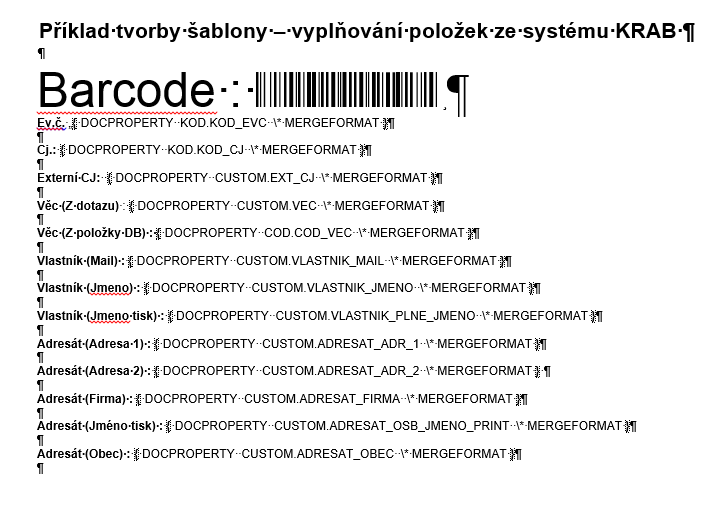 Příklad·tvorby·šablony·–·vyplňování·položek·ze·systému·KRAB·¶
¶
Barcode·:·¶
Ev.č.·:{·DOCPROPERTY··KOD.KOD_EVC··\*·MERGEFORMAT·}¶
¶
Cj.:·{·DOCPROPERTY··KOD.KOD_CJ··\*·MERGEFORMAT·}¶
¶
Externí·CJ:·{·DOCPROPERTY··CUSTOM.EXT_CJ··\*·MERGEFORMAT·}¶
¶
Věc·(Z·dotazu)·:·{·DOCPROPERTY··CUSTOM.VEC··\*·MERGEFORMAT·}¶
¶
Věc·(Z·položky·DB)·:·{·DOCPROPERTY··COD.COD_VEC··\*·MERGEFORMAT·}¶
¶
Vlastník·(Mail)·:·{·DOCPROPERTY··CUSTOM.VLASTNIK_MAIL··\*·MERGEFORMAT·}¶
¶
Vlastník·(Jmeno)·:·{·DOCPROPERTY··CUSTOM.VLASTNIK_JMENO··\*·MERGEFORMAT·}¶
¶
Vlastník·(Jmeno·tisk)·:·{·DOCPROPERTY··CUSTOM.VLASTNIK_PLNE_JMENO··\*·MERGEFORMAT·}¶
¶
Adresát·(Adresa·1)·:·{·DOCPROPERTY··CUSTOM.ADRESAT_ADR_1··\*·MERGEFORMAT·}¶
¶
Adresát·(Adresa·2)·:·{·DOCPROPERTY··CUSTOM.ADRESAT_ADR_2··\*·MERGEFORMAT·}·¶
¶
Adresát·(Firma)·:·{·DOCPROPERTY··CUSTOM.ADRESAT_FIRMA··\*·MERGEFORMAT·}¶
¶
Adresát·(Jméno·tisk)·:·{·DOCPROPERTY··CUSTOM.ADRESAT_OSB_JMENO_PRINT··\*·MERGEFORMAT·}¶
¶
Adresát·(Obec)·:·{·DOCPROPERTY··CUSTOM.ADRESAT_OBEC··\*·MERGEFORMAT·}¶
¶